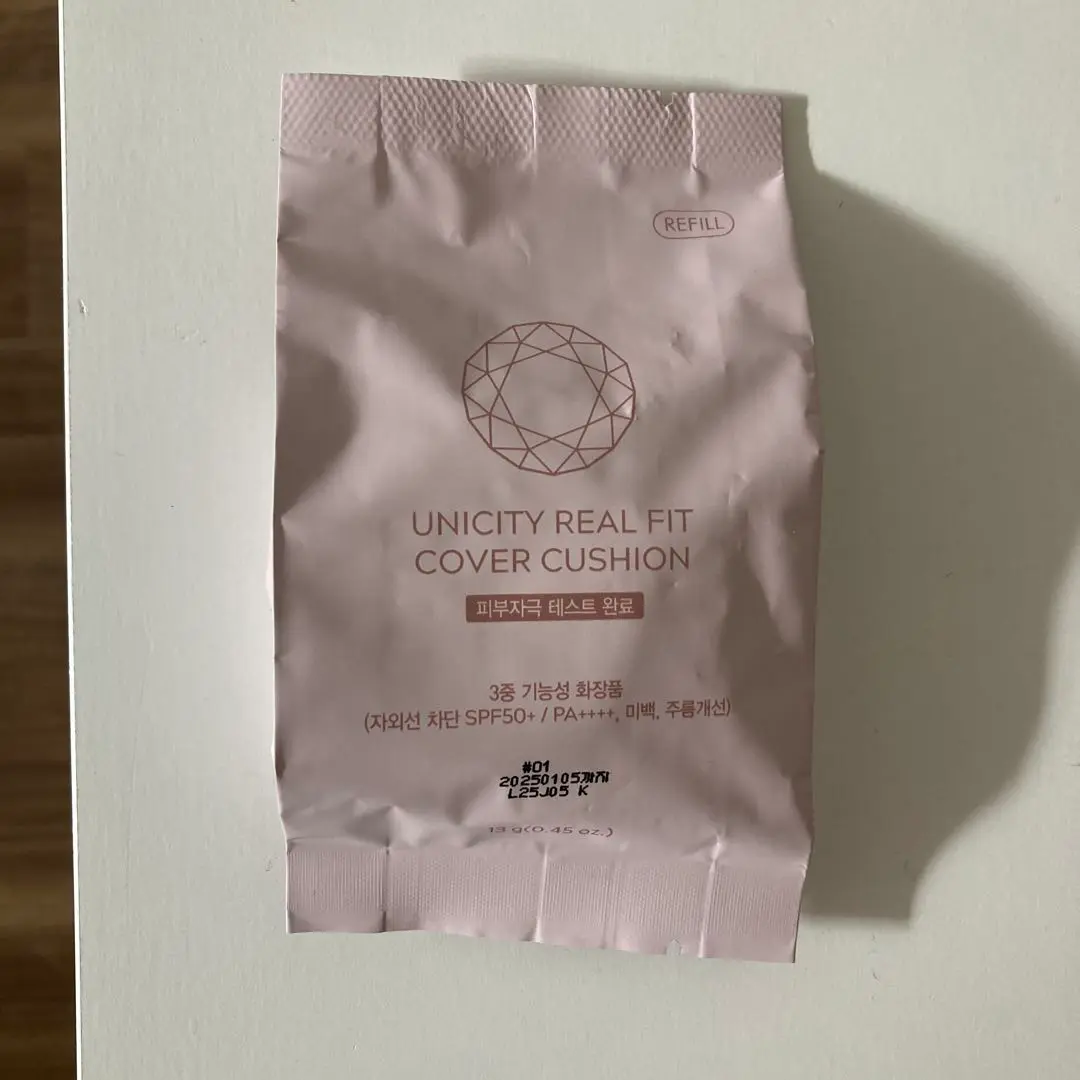 REFILL
UNICITY REAL FIT
COVER CUSHION
피부자극 테스트 완료
3중 기능성 화장품
(자외선 차단 SPF50+ / PA++++, 미백, 주름개선)
#01
20250105까지
L25J05 K
13 g(0.45 oz.)